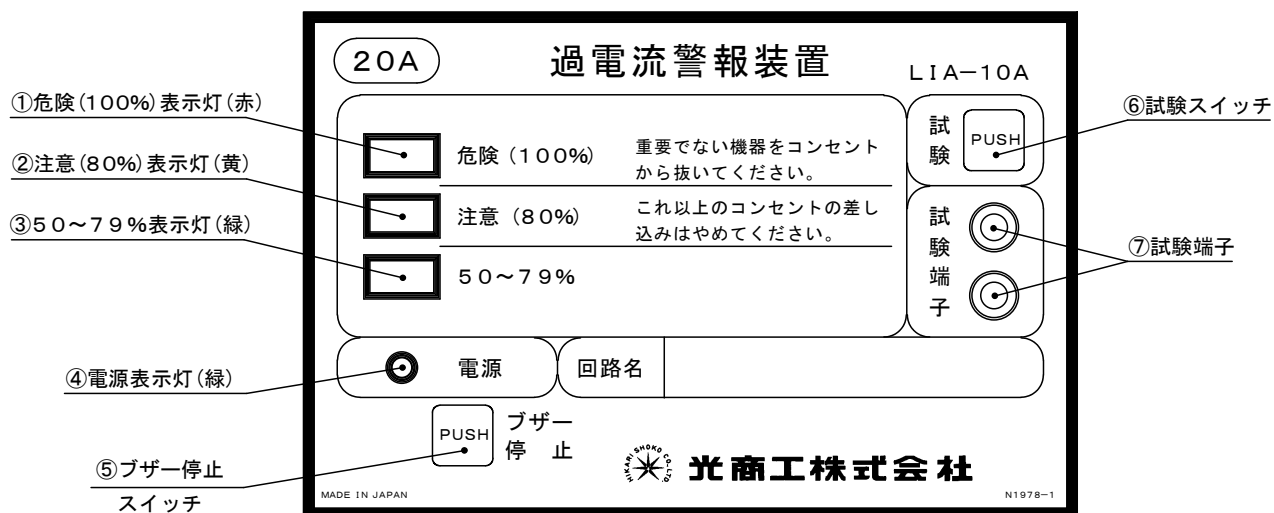 20A
過電流警報装置
LIA-10A
①危険(100%)表示灯(赤)
②注意(80%)表示灯(黄)
③50～79%表示灯(緑)
④電源表示灯(緑)
⑤ブザー停止
スイッチ
危険(100%)
重要でない機器をコンセント
から抜いてください。
注意(80%)
これ以上のコンセントの差し
込みはやめてください。
50～79%
電源
回路名
PUSH
ブザー
停 止
試験
PUSH
試験端子
⑥試験スイッチ
⑦試験端子
HIKARI SHOKO CO.LTD.
光商工株式会社
MADE IN JAPAN
N1978-1